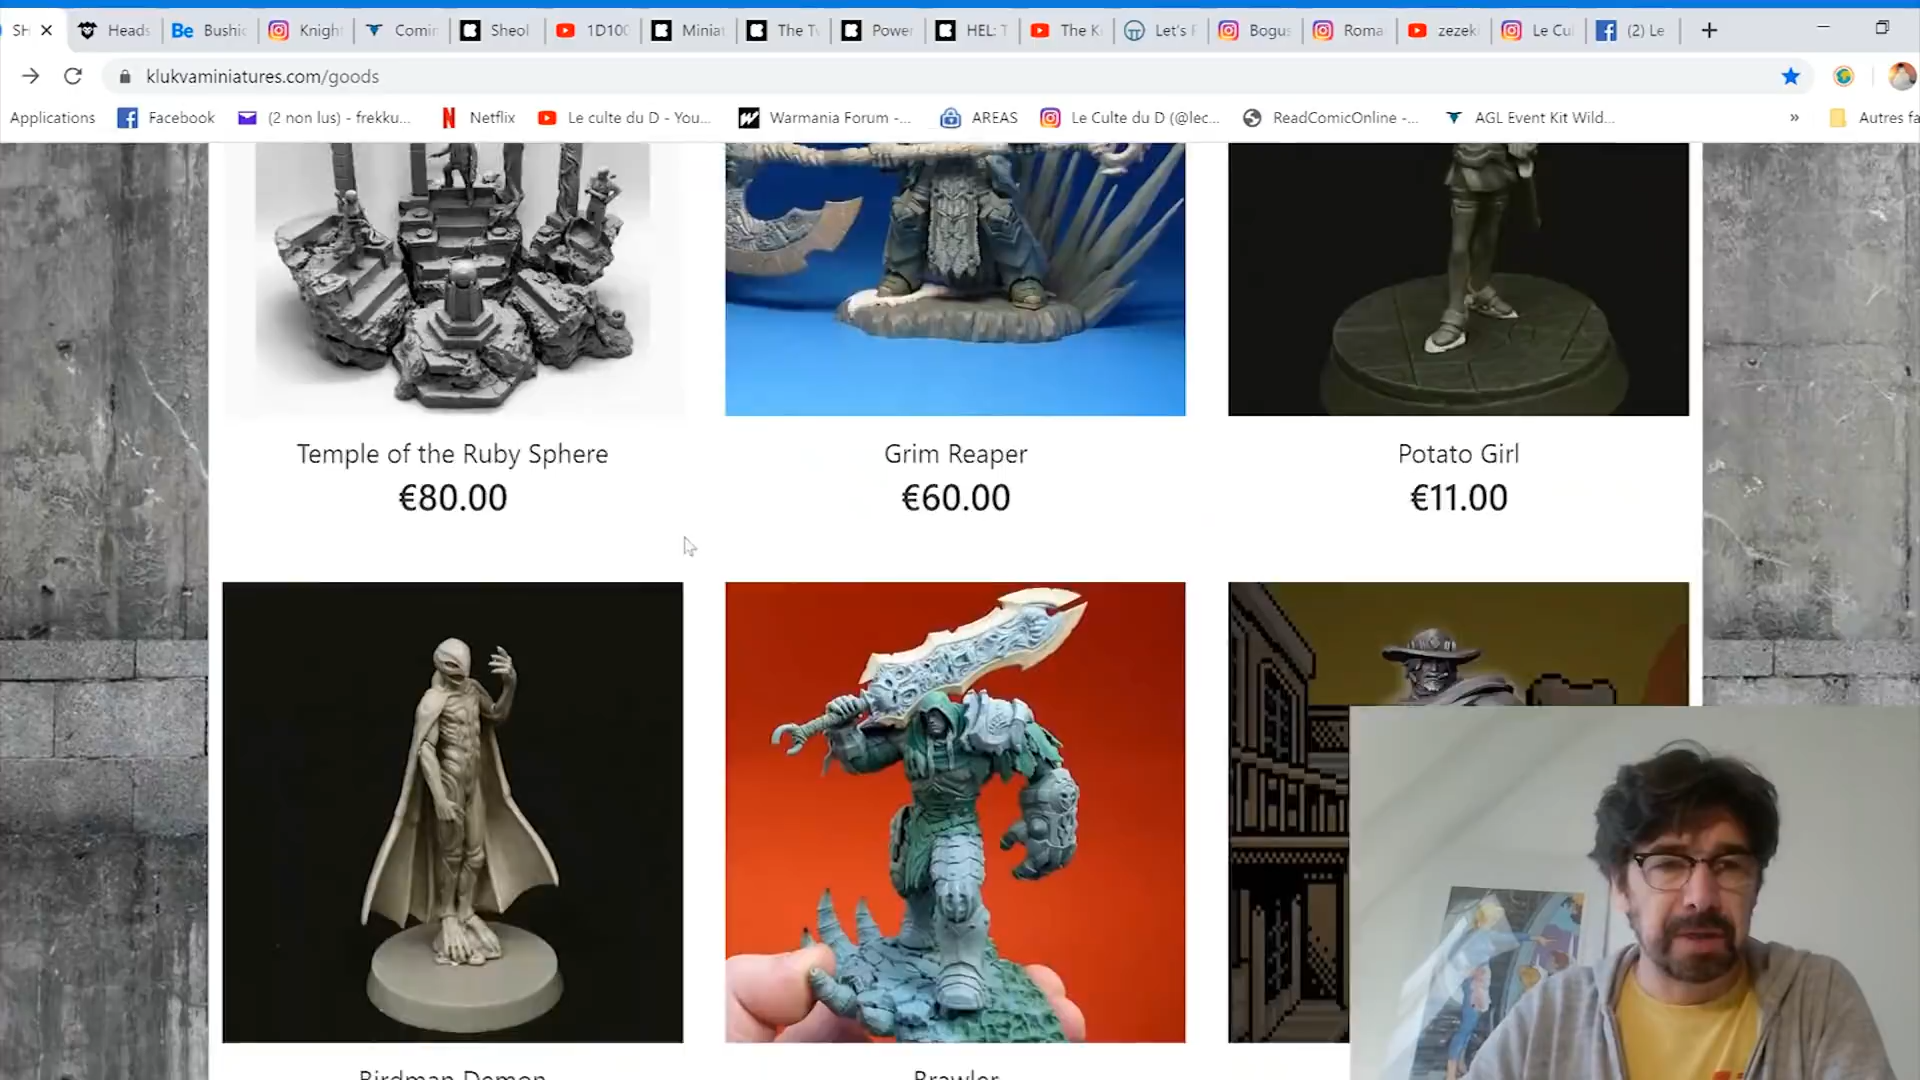 SH
Heads
Be Bushic
Knigh
Comin
Sheol
1D100
Miniat
The Tv
Power
HEL: T
The K
Let's F
Bogus
Roma
zezek
Le Cul
(2) Le
klukvaminiatures.com/goods
Applications
Facebook
(2 non lus) - frekku...
N Netflix
Le culte du D - You...
Warmania Forum -...
AREAS
Le Culte du D (@lec...
ReadComicOnline -...
AGL Event Kit Wild...
»
Autres fa
Temple of the Ruby Sphere
€80.00
Grim Reaper
€60.00
Potato Girl
€11.00
Birdman Demon
Brawler